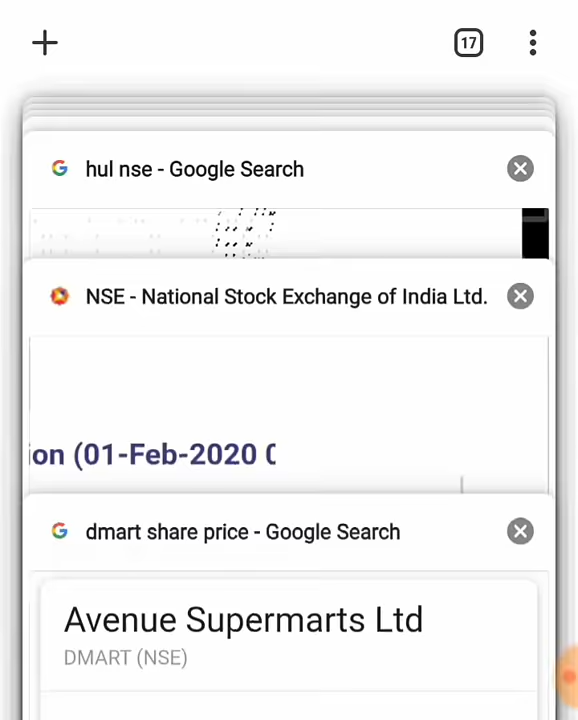 17
hul nse - Google Search
NSE - National Stock Exchange of India Ltd.
ion (01-Feb-2020
dmart share price - Google Search
Avenue Supermarts Ltd
DMART (NSE)